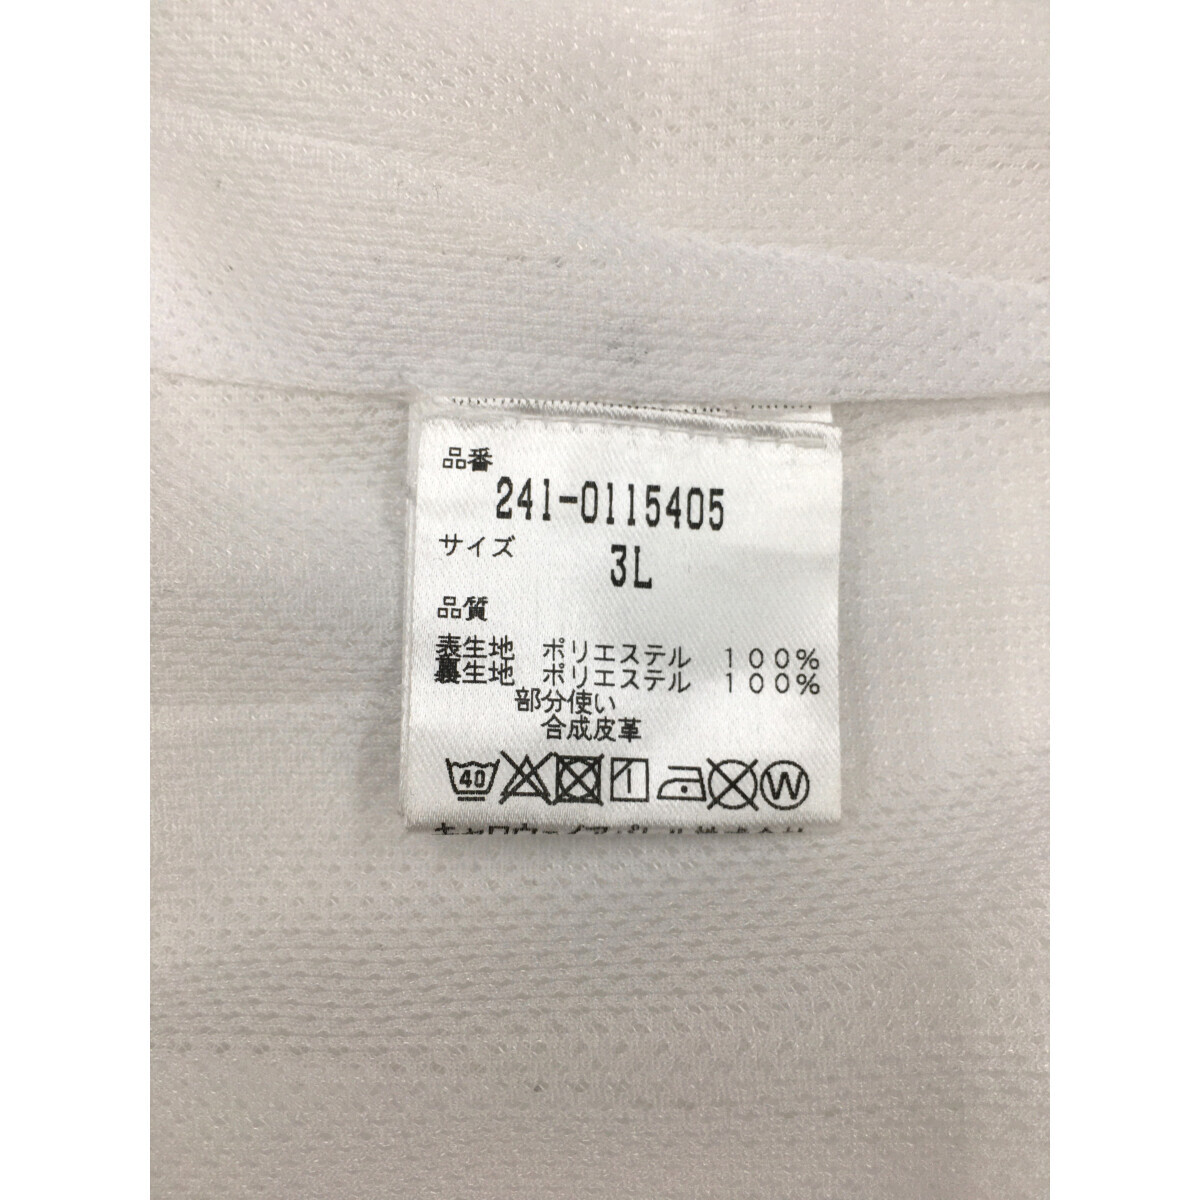 品番
241-0115405
サイズ 3L
品質
表生地 ポリエステル 100%
裏生地 ポリエステル 100%
部分使い
合成皮革
40 W